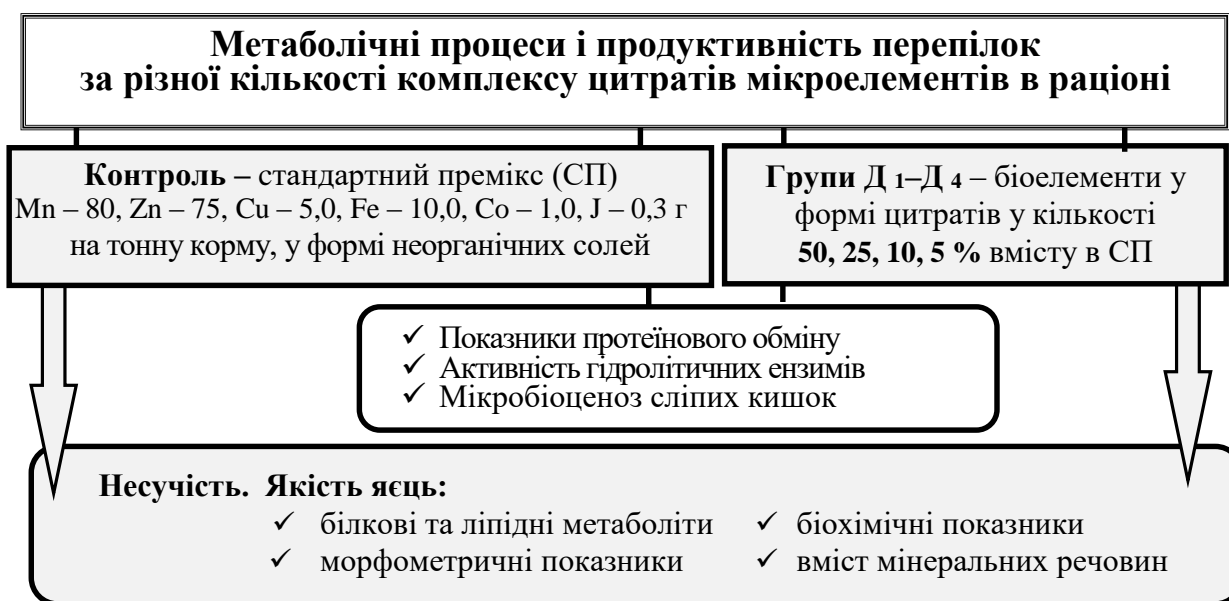 Метаболічні процеси і продуктивність перепілок
за різної кількості комплексу цитратів мікроелементів в раціоні
Контроль – стандартний премікс (СП)
Mn – 80, Zn – 75, Cu – 5,0, Fe – 10,0, Co – 1,0, J – 0,3 г
на тонну корму, у формі неорганічних солей
Групи Д 1–Д 4 – біоелементи у
формі цитратів у кількості
50, 25, 10, 5 % вмісту в СП
✓ Показники протеїнового обміну
✓ Активність гідролітичних ензимів
✓ Мікробіоценоз сліпих кишок
Несучість. Якість яєць:
✓ білкові та ліпідні метаболіти
✓ морфометричні показники
✓ біохімічні показники
✓ вміст мінеральних речовин